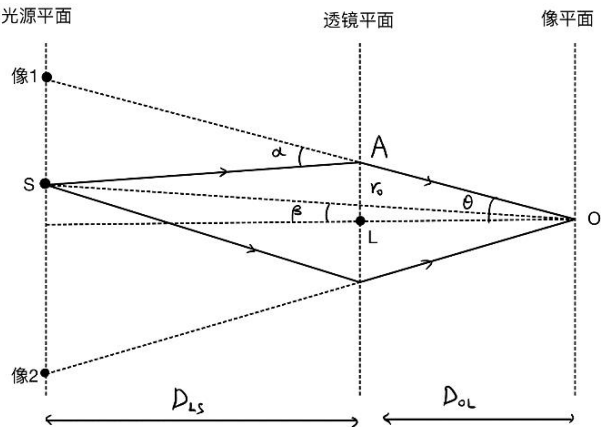 光源平面 透镜平面 像平面
像1
α A
S r₀
β θ
L O
像2
D_LS D_OL